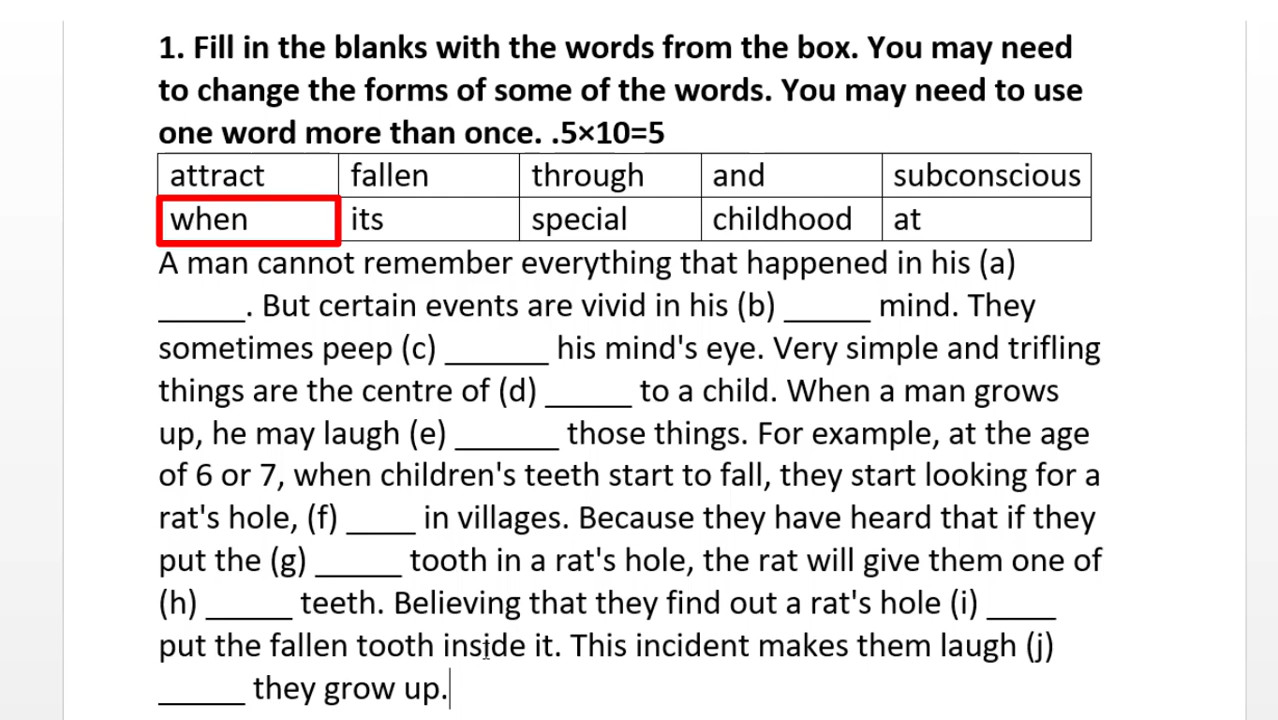 1. Fill in the blanks with the words from the box. You may need
to change the forms of some of the words. You may need to use
one word more than once. .5×10=5
attract fallen through and subconscious
when its special childhood at
A man cannot remember everything that happened in his (a)
______. But certain events are vivid in his (b) ______ mind. They
sometimes peep (c) _______ his mind's eye. Very simple and trifling
things are the centre of (d) ______ to a child. When a man grows
up, he may laugh (e) _______ those things. For example, at the age
of 6 or 7, when children's teeth start to fall, they start looking for a
rat's hole, (f) _____ in villages. Because they have heard that if they
put the (g) ______ tooth in a rat's hole, the rat will give them one of
(h) ______ teeth. Believing that they find out a rat's hole (i) _____
put the fallen tooth inside it. This incident makes them laugh (j)
______ they grow up.